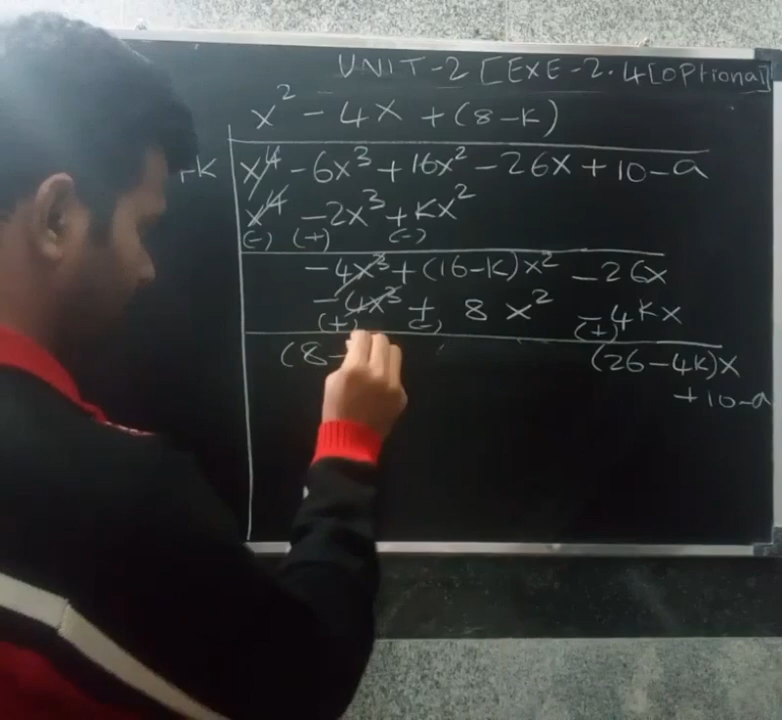 UNIT-2 [EXE-2.4[Optional]
x² - 4x + (8-k)
-k x⁴ - 6x³ + 16x² - 26x + 10-a
x⁴ - 2x³ + kx²
(-) (+) (-)
-4x³ + (16-k)x² - 26x
-4x³ + 8x² - 4kx
(+) (-) (+)
(8- (26-4k)x
+10-a